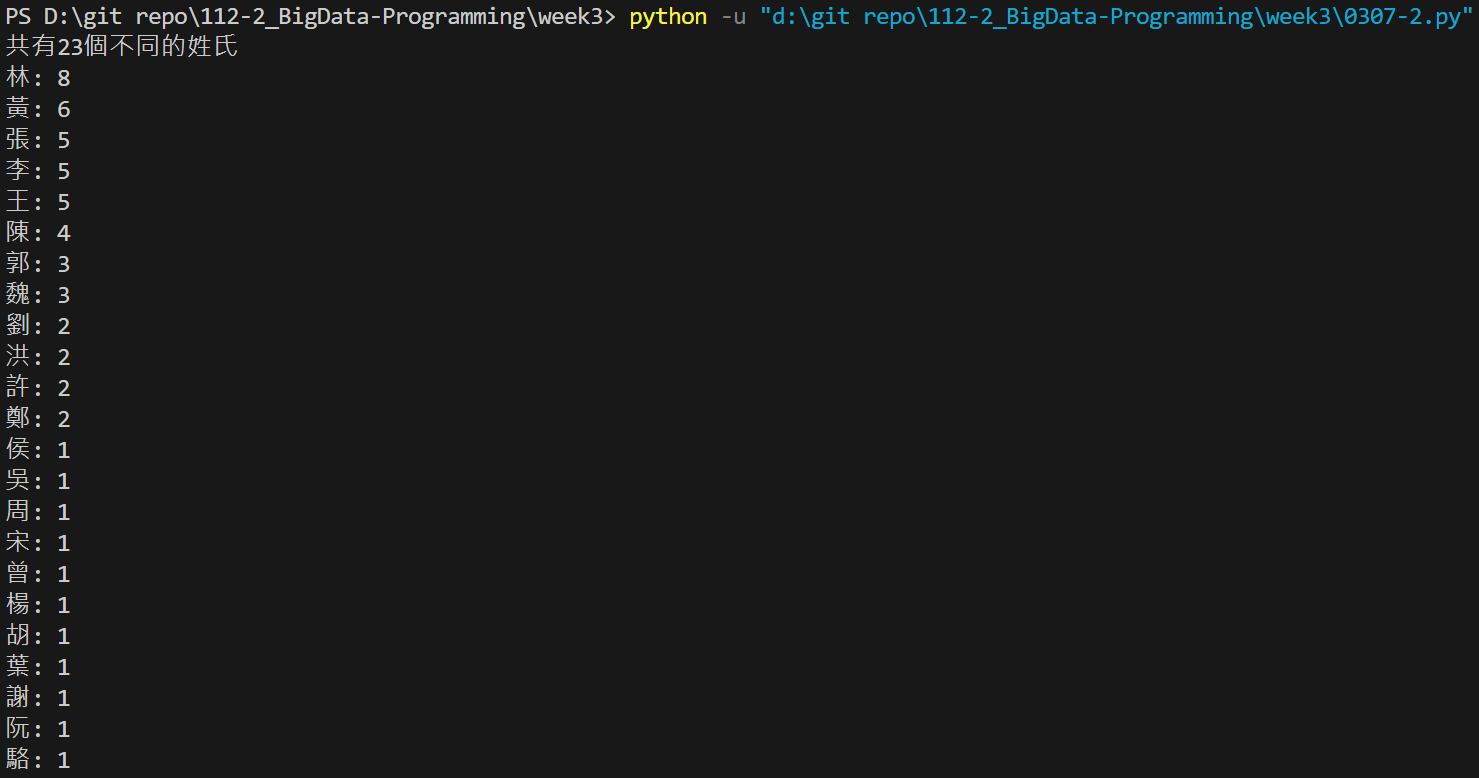 PS D:\git repo\112-2_BigData-Programming\week3> python -u "d:\git repo\112-2_BigData-Programming\week3\0307-2.py"
共有23個不同的姓氏
林: 8
黃: 6
張: 5
李: 5
王: 5
陳: 4
郭: 3
魏: 3
劉: 2
洪: 2
許: 2
鄭: 2
侯: 1
吳: 1
周: 1
宋: 1
曾: 1
楊: 1
胡: 1
葉: 1
謝: 1
阮: 1
駱: 1